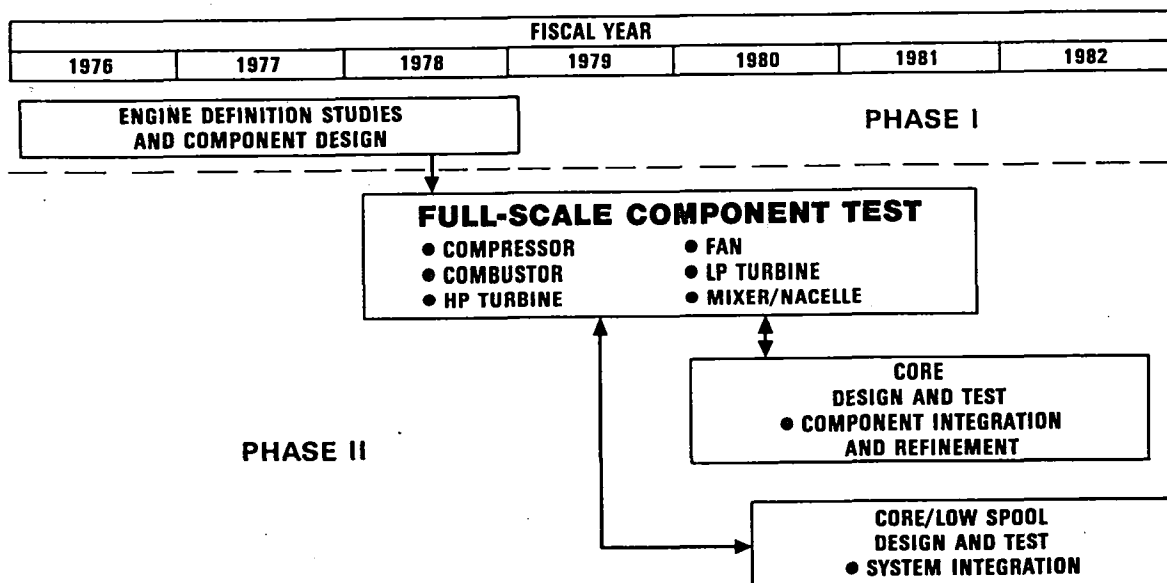 FISCAL YEAR
1976 1977 1978 1979 1980 1981 1982
ENGINE DEFINITION STUDIES
AND COMPONENT DESIGN
PHASE I
FULL-SCALE COMPONENT TEST
● COMPRESSOR ● FAN
● COMBUSTOR ● LP TURBINE
● HP TURBINE ● MIXER/NACELLE
CORE
DESIGN AND TEST
● COMPONENT INTEGRATION
AND REFINEMENT
PHASE II
CORE/LOW SPOOL
DESIGN AND TEST
● SYSTEM INTEGRATION